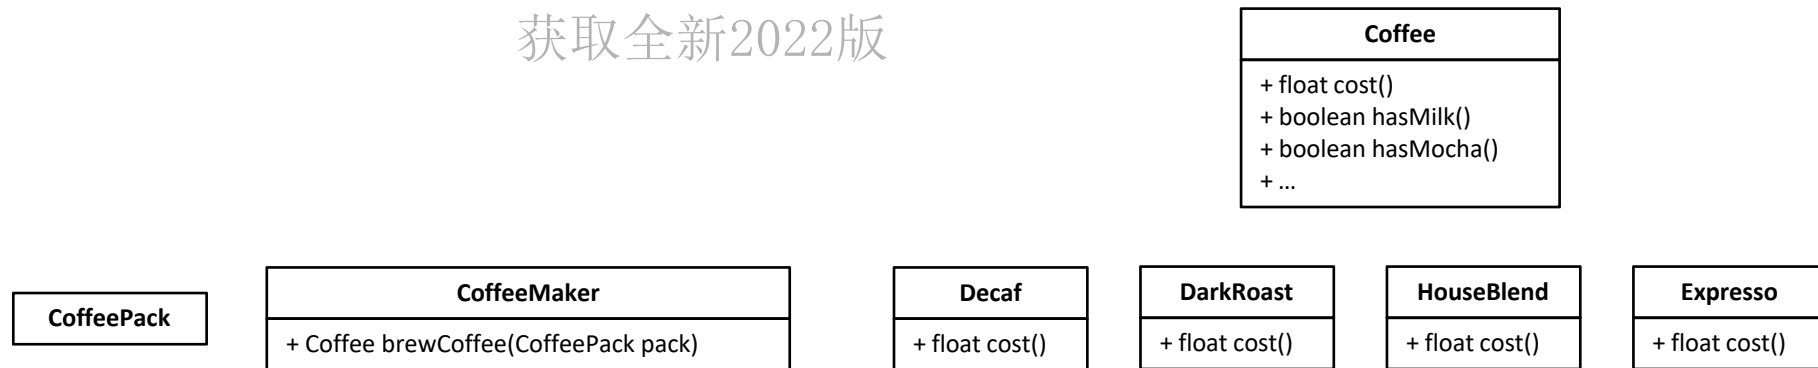 获取全新2022版
Coffee
+ float cost()
+ boolean hasMilk()
+ boolean hasMocha()
+ ...
CoffeePack
CoffeeMaker
+ Coffee brewCoffee(CoffeePack pack)
Decaf
+ float cost()
DarkRoast
+ float cost()
HouseBlend
+ float cost()
Expresso
+ float cost()